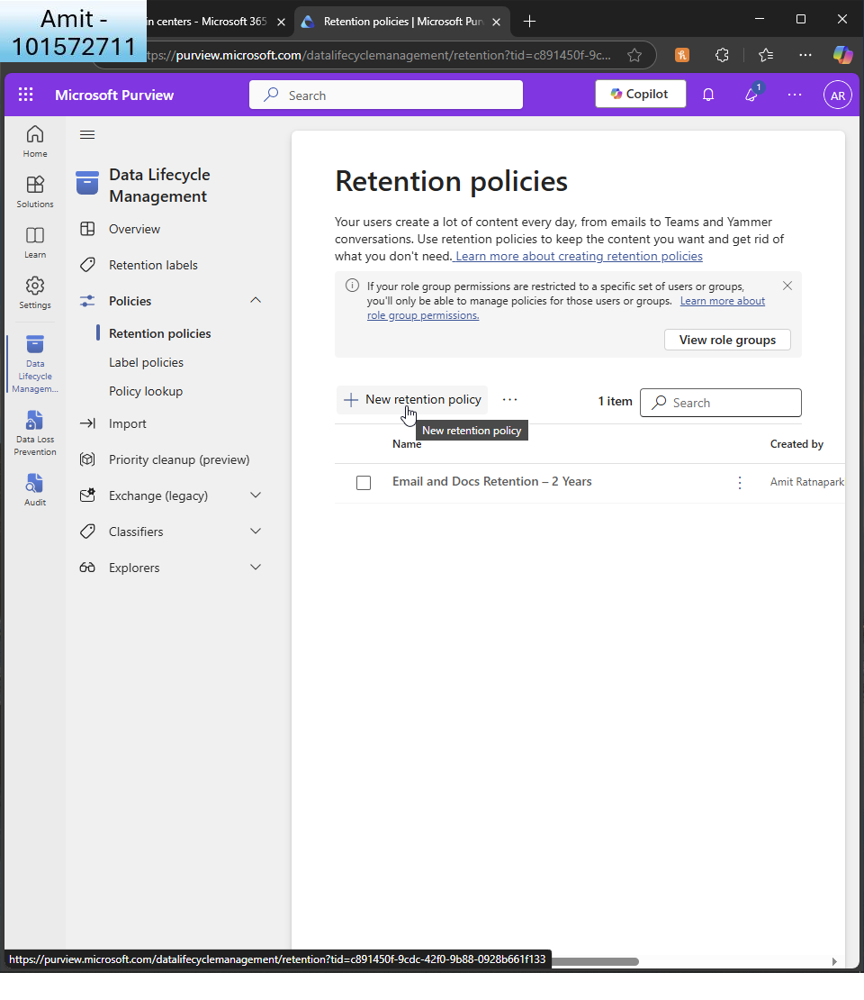 Amit -
101572711
in centers - Microsoft 365
Retention policies | Microsoft Pur
tps://purview.microsoft.com/datalifecyclemanagement/retention?tid=c891450f-9c...
Microsoft Purview
Search
Copilot
1
AR
Home
Solutions
Learn
Settings
Data
Lifecycle
Managem...
Data Loss
Prevention
Audit
Data Lifecycle
Management
Overview
Retention labels
Policies
Retention policies
Label policies
Policy lookup
Import
Priority cleanup (preview)
Exchange (legacy)
Classifiers
Explorers
Retention policies
Your users create a lot of content every day, from emails to Teams and Yammer
conversations. Use retention policies to keep the content you want and get rid of
what you don't need. Learn more about creating retention policies
If your role group permissions are restricted to a specific set of users or groups,
you'll only be able to manage policies for those users or groups. Learn more about
role group permissions.
View role groups
New retention policy
1 item
Search
New retention policy
Name
Created by
Email and Docs Retention – 2 Years
Amit Ratnapark
https://purview.microsoft.com/datalifecyclemanagement/retention?tid=c891450f-9cdc-42f0-9b88-0928b661f133